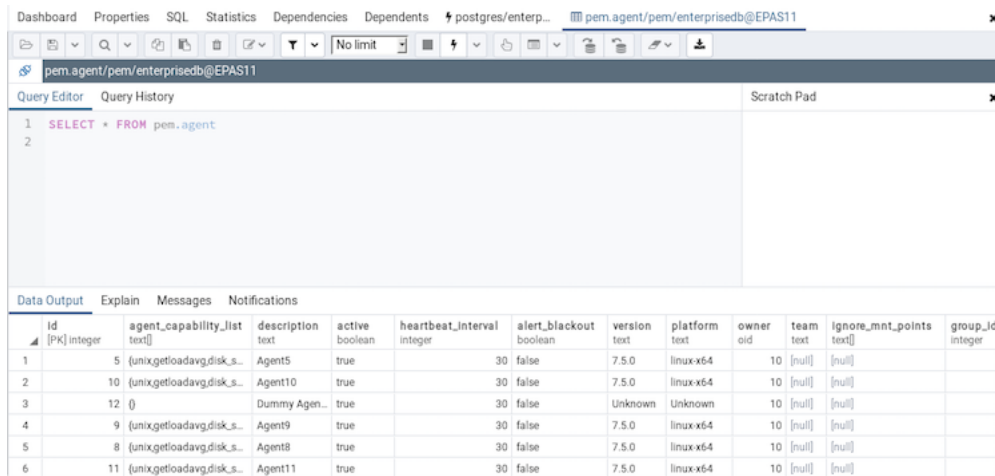 Dashboard Properties SQL Statistics Dependencies Dependents postgres/enterp... pem.agent/pem/enterprisedb@EPAS11
No limit
pem.agent/pem/enterprisedb@EPAS11
Query Editor Query History Scratch Pad
1 SELECT * FROM pem.agent
2
Data Output Explain Messages Notifications
id agent_capability_list description active heartbeat_interval alert_blackout version platform owner team ignore_mnt_points group_id
[PK] integer text[] text boolean integer boolean text text oid text text[] integer
1 5 {unix,getloadavg,disk_s... Agent5 true 30 false 7.5.0 linux-x64 10 [null] [null]
2 10 {unix,getloadavg,disk_s... Agent10 true 30 false 7.5.0 linux-x64 10 [null] [null]
3 12 {} Dummy Agen... true 30 false Unknown Unknown 10 [null] [null]
4 9 {unix,getloadavg,disk_s... Agent9 true 30 false 7.5.0 linux-x64 10 [null] [null]
5 8 {unix,getloadavg,disk_s... Agent8 true 30 false 7.5.0 linux-x64 10 [null] [null]
6 11 {unix,getloadavg,disk_s... Agent11 true 30 false 7.5.0 linux-x64 10 [null] [null]